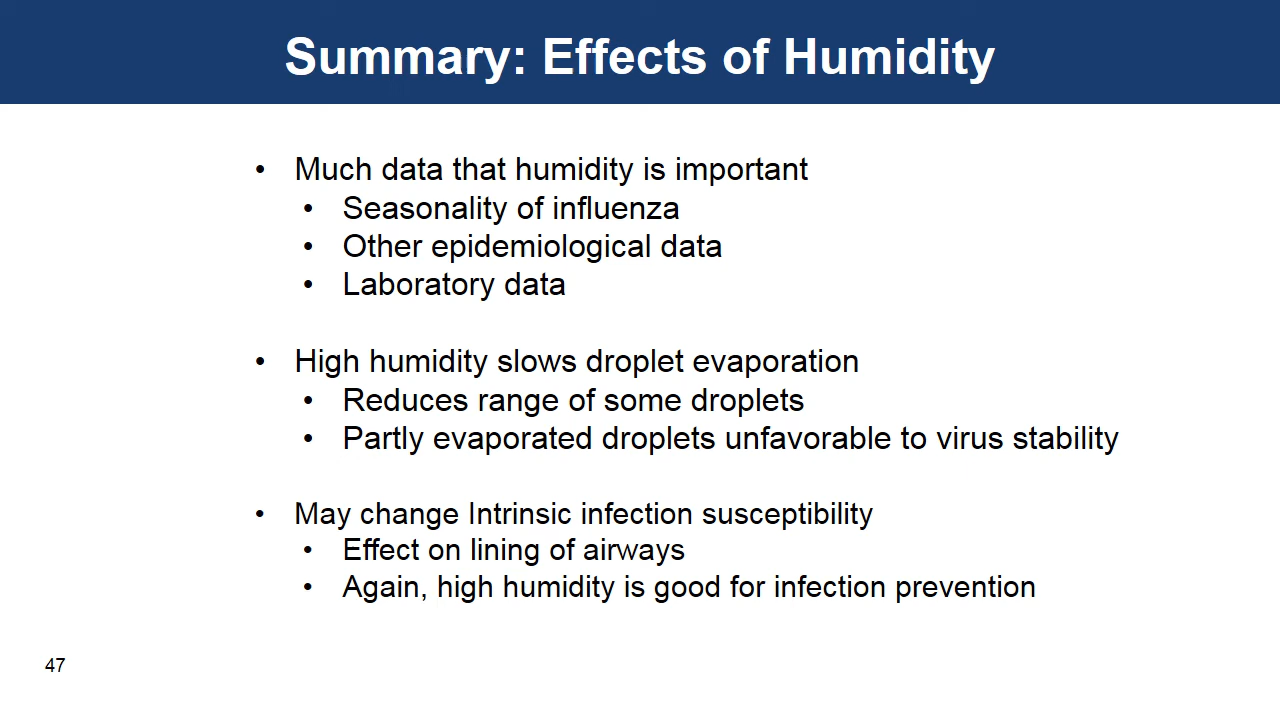 Summary: Effects of Humidity
• Much data that humidity is important
• Seasonality of influenza
• Other epidemiological data
• Laboratory data
• High humidity slows droplet evaporation
• Reduces range of some droplets
• Partly evaporated droplets unfavorable to virus stability
• May change Intrinsic infection susceptibility
• Effect on lining of airways
• Again, high humidity is good for infection prevention
47